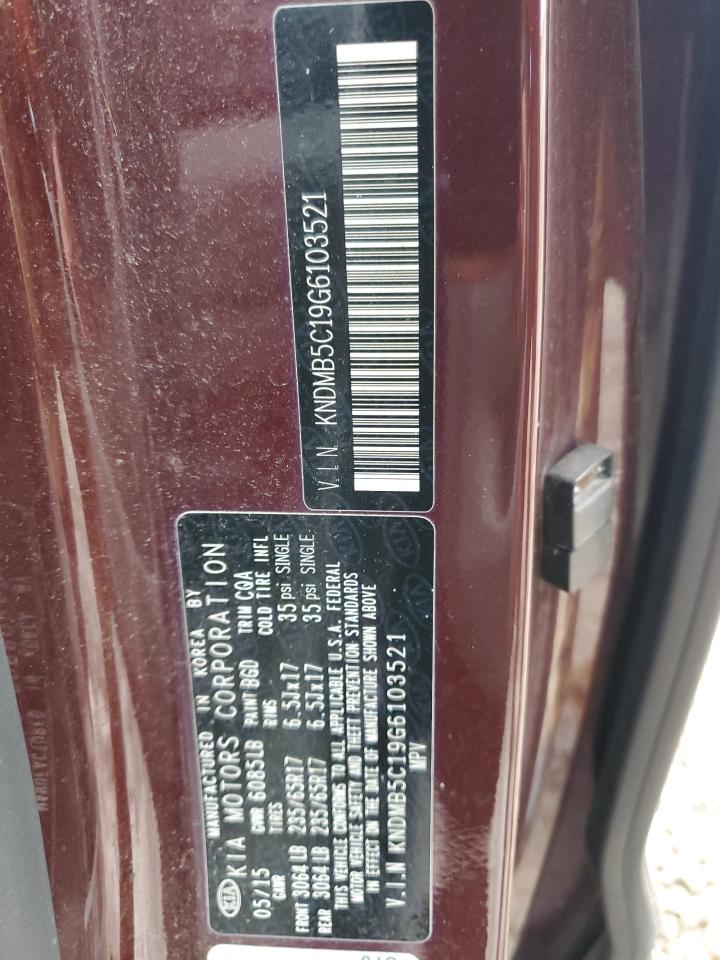 V.I.N. KNDMB5C19G6103521
MANUFACTURED IN KOREA BY
KIA KIA MOTORS CORPORATION
05/15 GVWR 6085LB PAINT BGD TRIM CQA
GAWR TIRES RIMS COLD TIRE INFL
FRONT 3064LB 235/65R17 6.5Jx17 35 psi SINGLE
REAR 3064LB 235/65R17 6.5Jx17 35 psi SINGLE
THIS VEHICLE CONFORMS TO ALL APPLICABLE U.S.A. FEDERAL
MOTOR VEHICLE SAFETY AND THEFT PREVENTION STANDARDS
IN EFFECT ON THE DATE OF MANUFACTURE SHOWN ABOVE
V.I.N KNDMB5C19G6103521
MPV